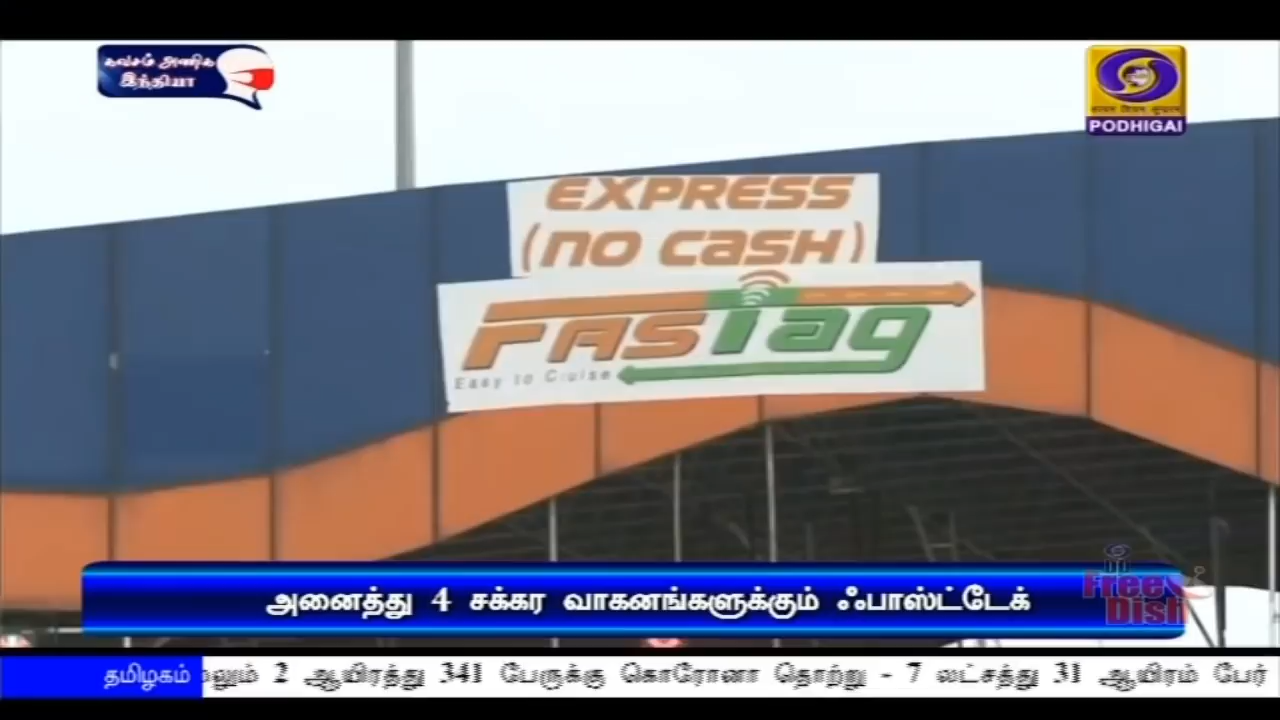 கவசம் அணிக
இந்தியா
PODHIGAI
EXPRESS
(NO CASH)
FASTag
Easy to Cruise
அனைத்து 4 சக்கர வாகனங்களுக்கும் ஃபாஸ்ட்டேக்
DD
Free
Dish
தமிழகம்
லும் 2 ஆயிரத்து 341 பேருக்கு கொரோனா தொற்று - 7 லட்சத்து 31 ஆயிரம் பேர்